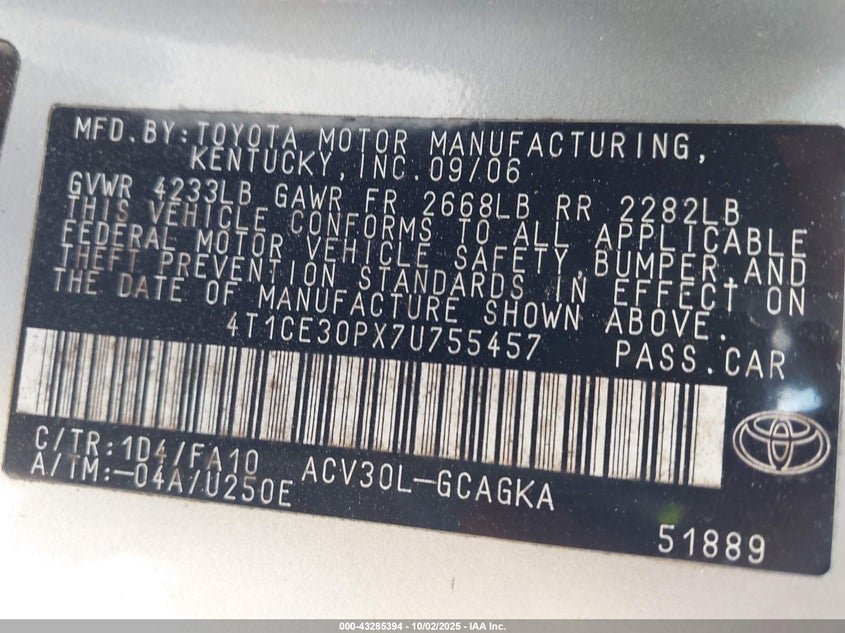 MFD.BY:TOYOTA MOTOR MANUFACTURING,
KENTUCKY,INC.09/06
GVWR 4233LB GAWR FR 2668LB RR 2282LB
THIS VEHICLE CONFORMS TO ALL APPLICABLE
FEDERAL MOTOR VEHICLE SAFETY,BUMPER,AND
THEFT PREVENTION STANDARDS IN EFFECT ON
THE DATE OF MANUFACTURE SHOWN ABOVE.
4T1CE30PX7U755457 PASS.CAR
C/TR:1D4/FA10 ACV30L-GCAGKA
A/TM:-04A/U250E
51889
000-43285394 - 10/02/2025 - IAA Inc.